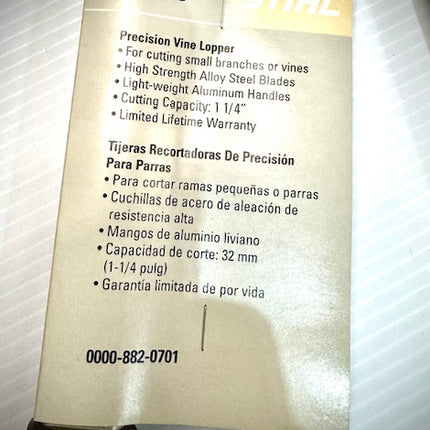 STIHL
Precision Vine Lopper
• For cutting small branches or vines
• High Strength Alloy Steel Blades
• Light-weight Aluminum Handles
• Cutting Capacity: 1 1/4"
• Limited Lifetime Warranty
Tijeras Recortadoras De Precisión
Para Parras
• Para cortar ramas pequeñas o parras
• Cuchillas de acero de aleación de
resistencia alta
• Mangos de aluminio liviano
• Capacidad de corte: 32 mm
(1-1/4 pulg)
• Garantía limitada de por vida
0000-882-0701